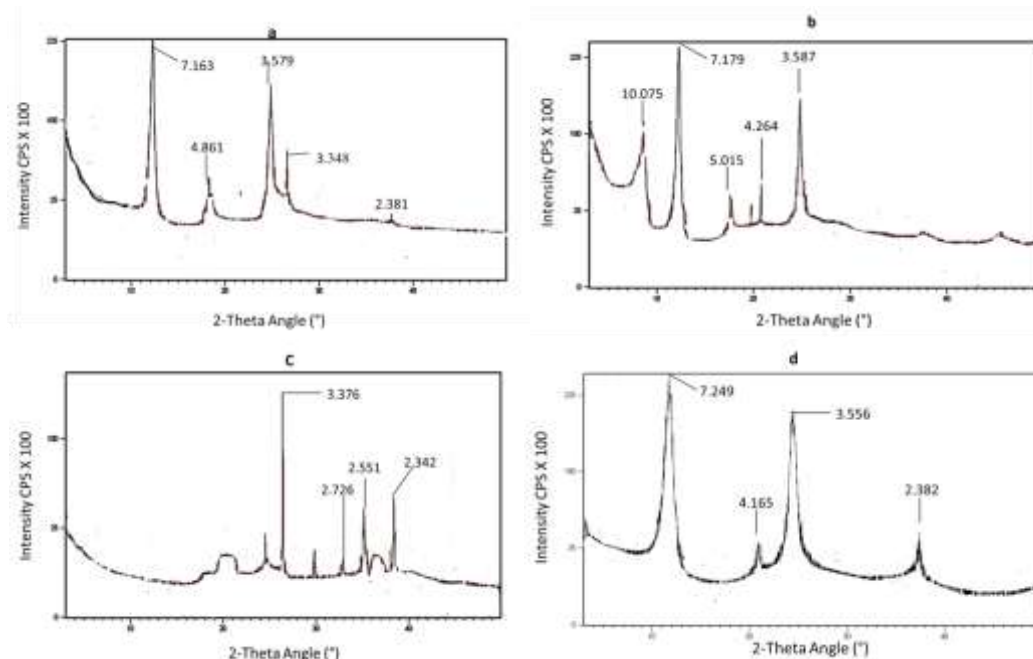 a
7.163
3.579
4.861
3.348
2.381
Intensity CPS X 100
10
20
40
2-Theta Angle (°)
b
7.179
3.587
10.075
4.264
5.015
Intensity CPS X 100
2-Theta Angle (°)
c
3.376
2.551
2.342
2.726
Intensity CPS X 100
2-Theta Angle (°)
d
7.249
3.556
4.165
2.382
Intensity CPS X 100
2-Theta Angle (°)